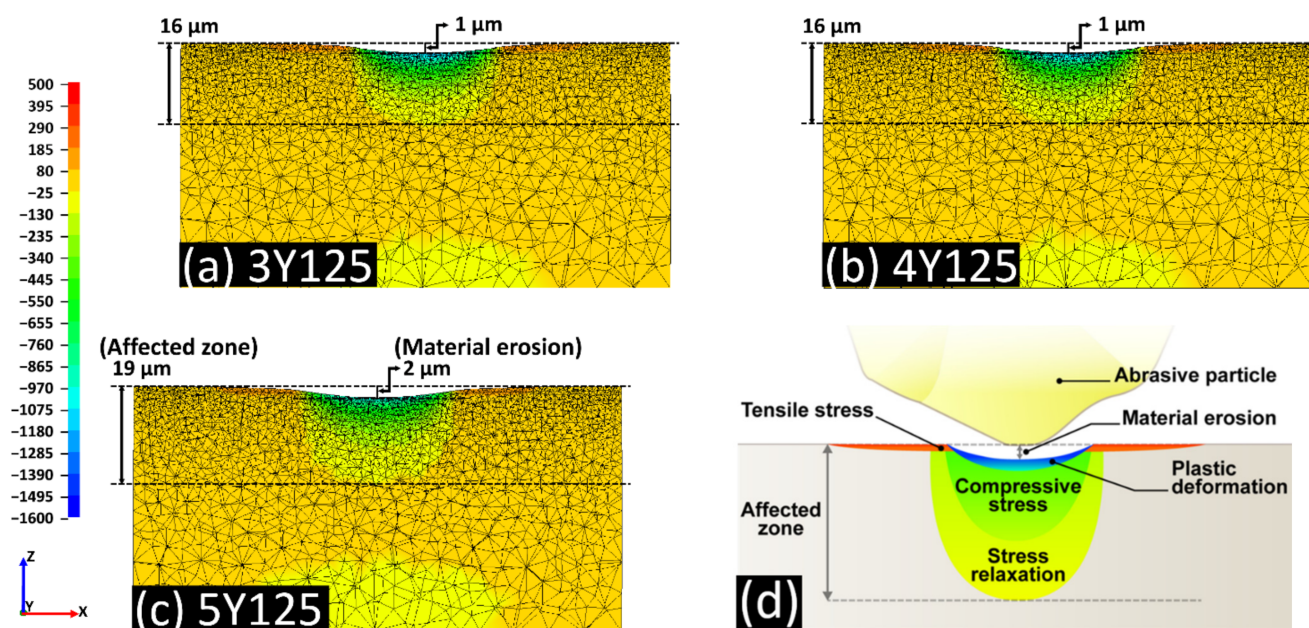 16 µm
1 µm
16 µm
1 µm
500
395
290
185
80
−25
−130
−235
−340
−445
−550
−655
−760
−865
−970
−1075
−1180
−1285
−1390
−1495
−1600
(a) 3Y125
(b) 4Y125
(Affected zone)
19 µm
(Material erosion)
2 µm
(c) 5Y125
Z
Y
X
Abrasive particle
Tensile stress
Material erosion
Plastic
deformation
Compressive
stress
Affected
zone
Stress
relaxation
(d)